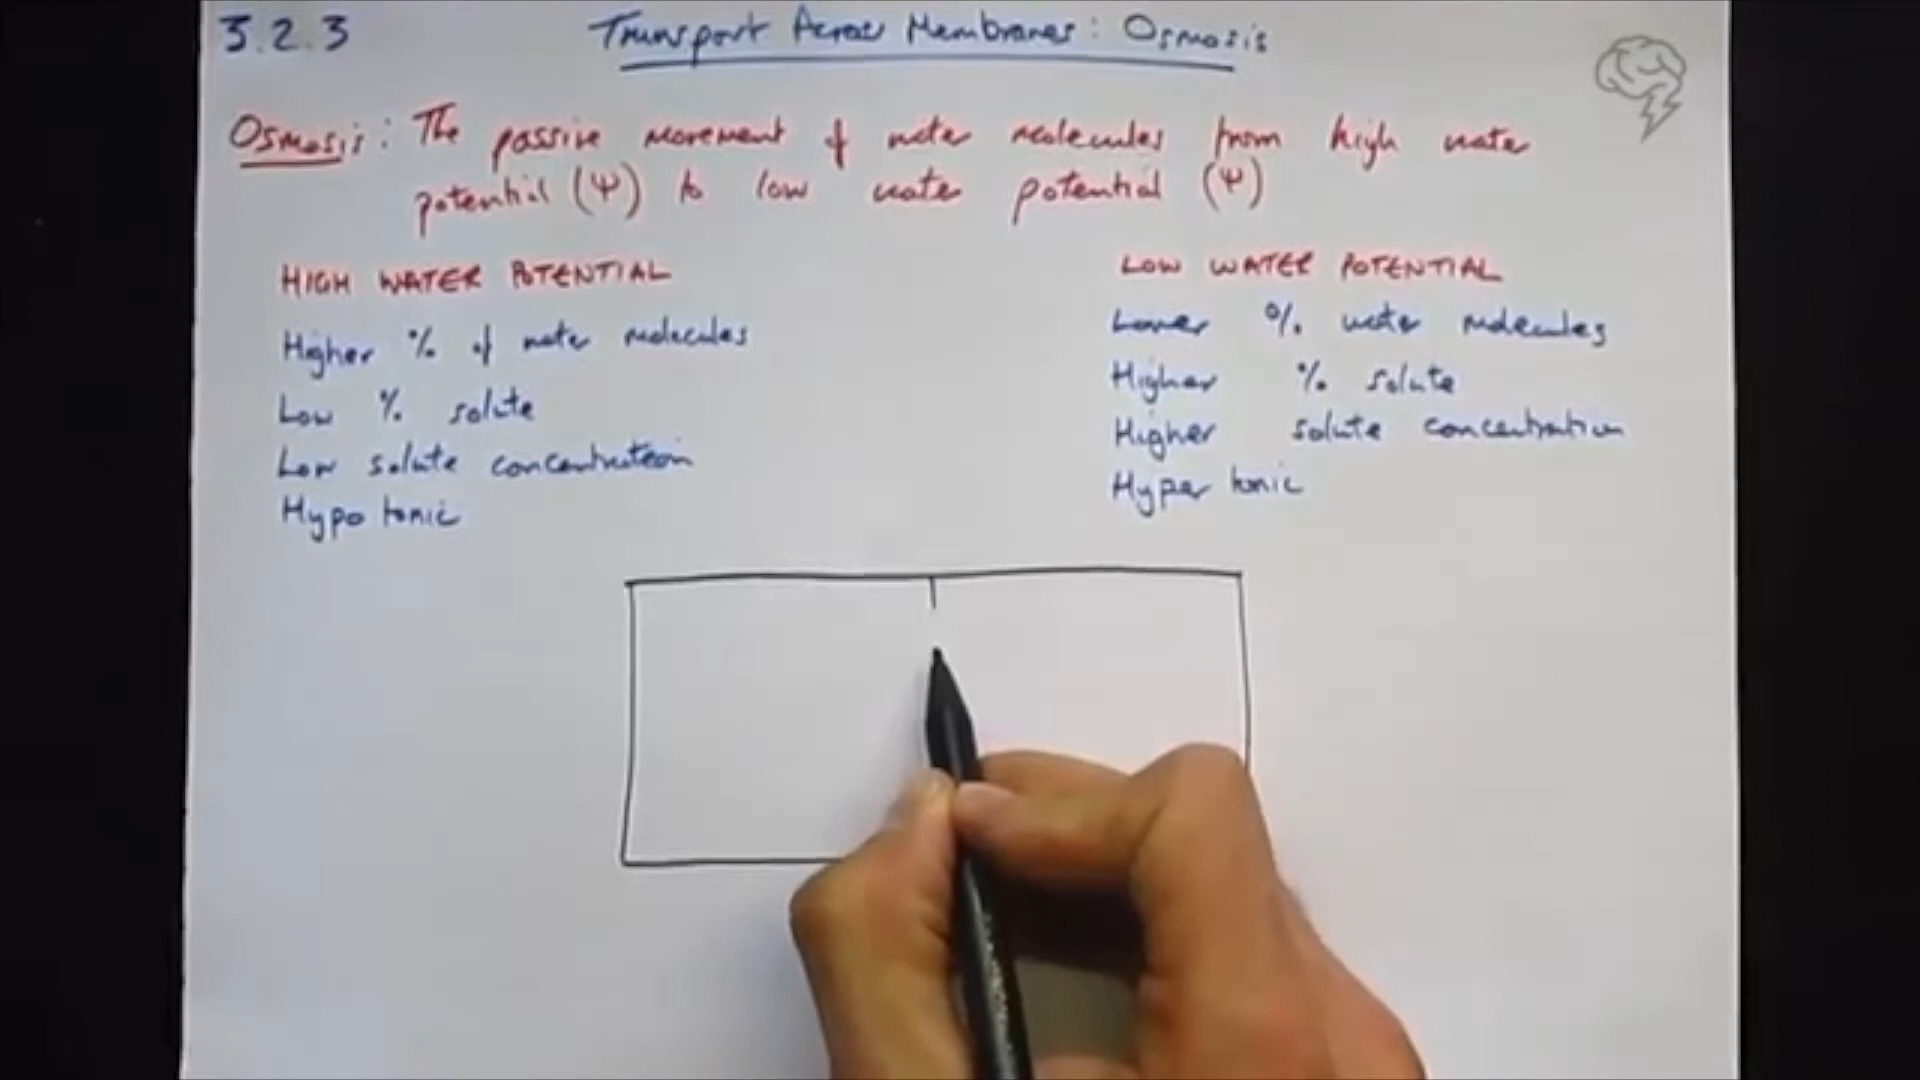 3.2.3
Transport Across Membranes: Osmosis
Osmosis: The passive movement of water molecules from high water
potential (Ψ) to low water potential (Ψ)
HIGH WATER POTENTIAL
Higher % of water molecules
Low % solute
Low solute concentration
Hypotonic
LOW WATER POTENTIAL
Lower % water molecules
Higher % solute
Higher solute concentration
Hypertonic